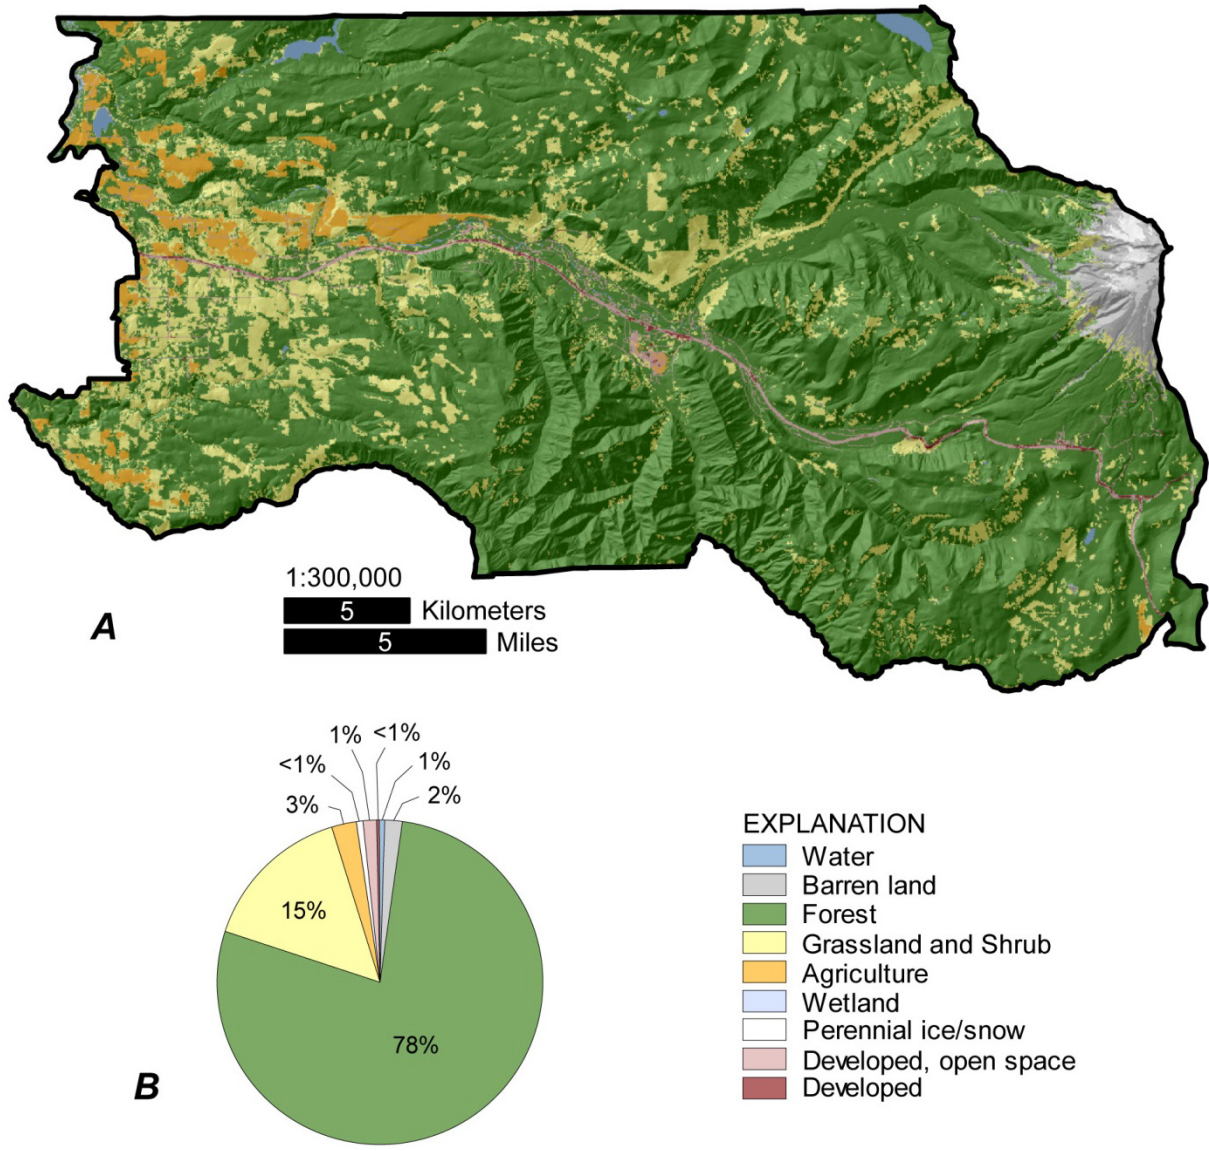 A
1:300,000
5 Kilometers
5 Miles
1% <1%
<1% 1%
3% 2%
15%
78%
B
EXPLANATION
Water
Barren land
Forest
Grassland and Shrub
Agriculture
Wetland
Perennial ice/snow
Developed, open space
Developed